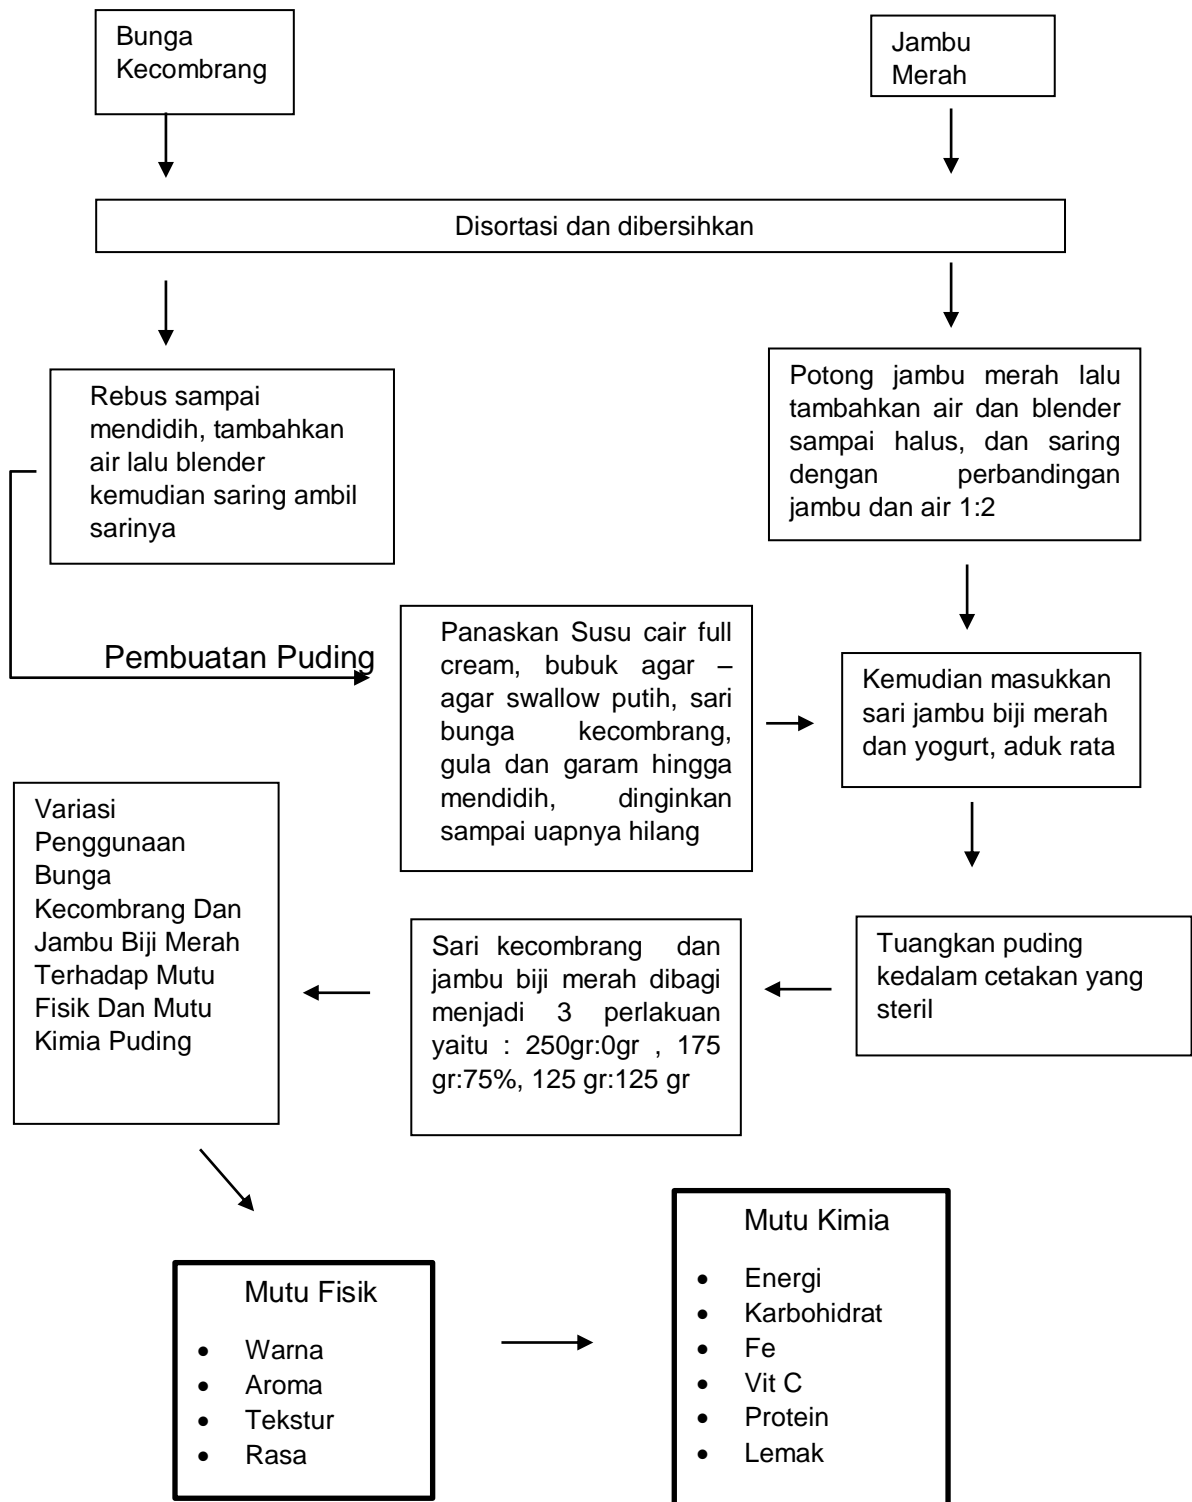 Bunga
Kecombrang
Jambu
Merah
Disortasi dan dibersihkan
Rebus sampai
mendidih, tambahkan
air lalu blender
kemudian saring ambil
sarinya
Potong jambu merah lalu
tambahkan air dan blender
sampai halus, dan saring
dengan perbandingan
jambu dan air 1:2
Pembuatan Puding
Panaskan Susu cair full
cream, bubuk agar –
agar swallow putih, sari
bunga kecombrang,
gula dan garam hingga
mendidih, dinginkan
sampai uapnya hilang
Kemudian masukkan
sari jambu biji merah
dan yogurt, aduk rata
Tuangkan puding
kedalam cetakan yang
steril
Sari kecombrang dan
jambu biji merah dibagi
menjadi 3 perlakuan
yaitu : 250gr:0gr , 175
gr:75%, 125 gr:125 gr
Variasi
Penggunaan
Bunga
Kecombrang Dan
Jambu Biji Merah
Terhadap Mutu
Fisik Dan Mutu
Kimia Puding
Mutu Fisik
• Warna
• Aroma
• Tekstur
• Rasa
Mutu Kimia
• Energi
• Karbohidrat
• Fe
• Vit C
• Protein
• Lemak